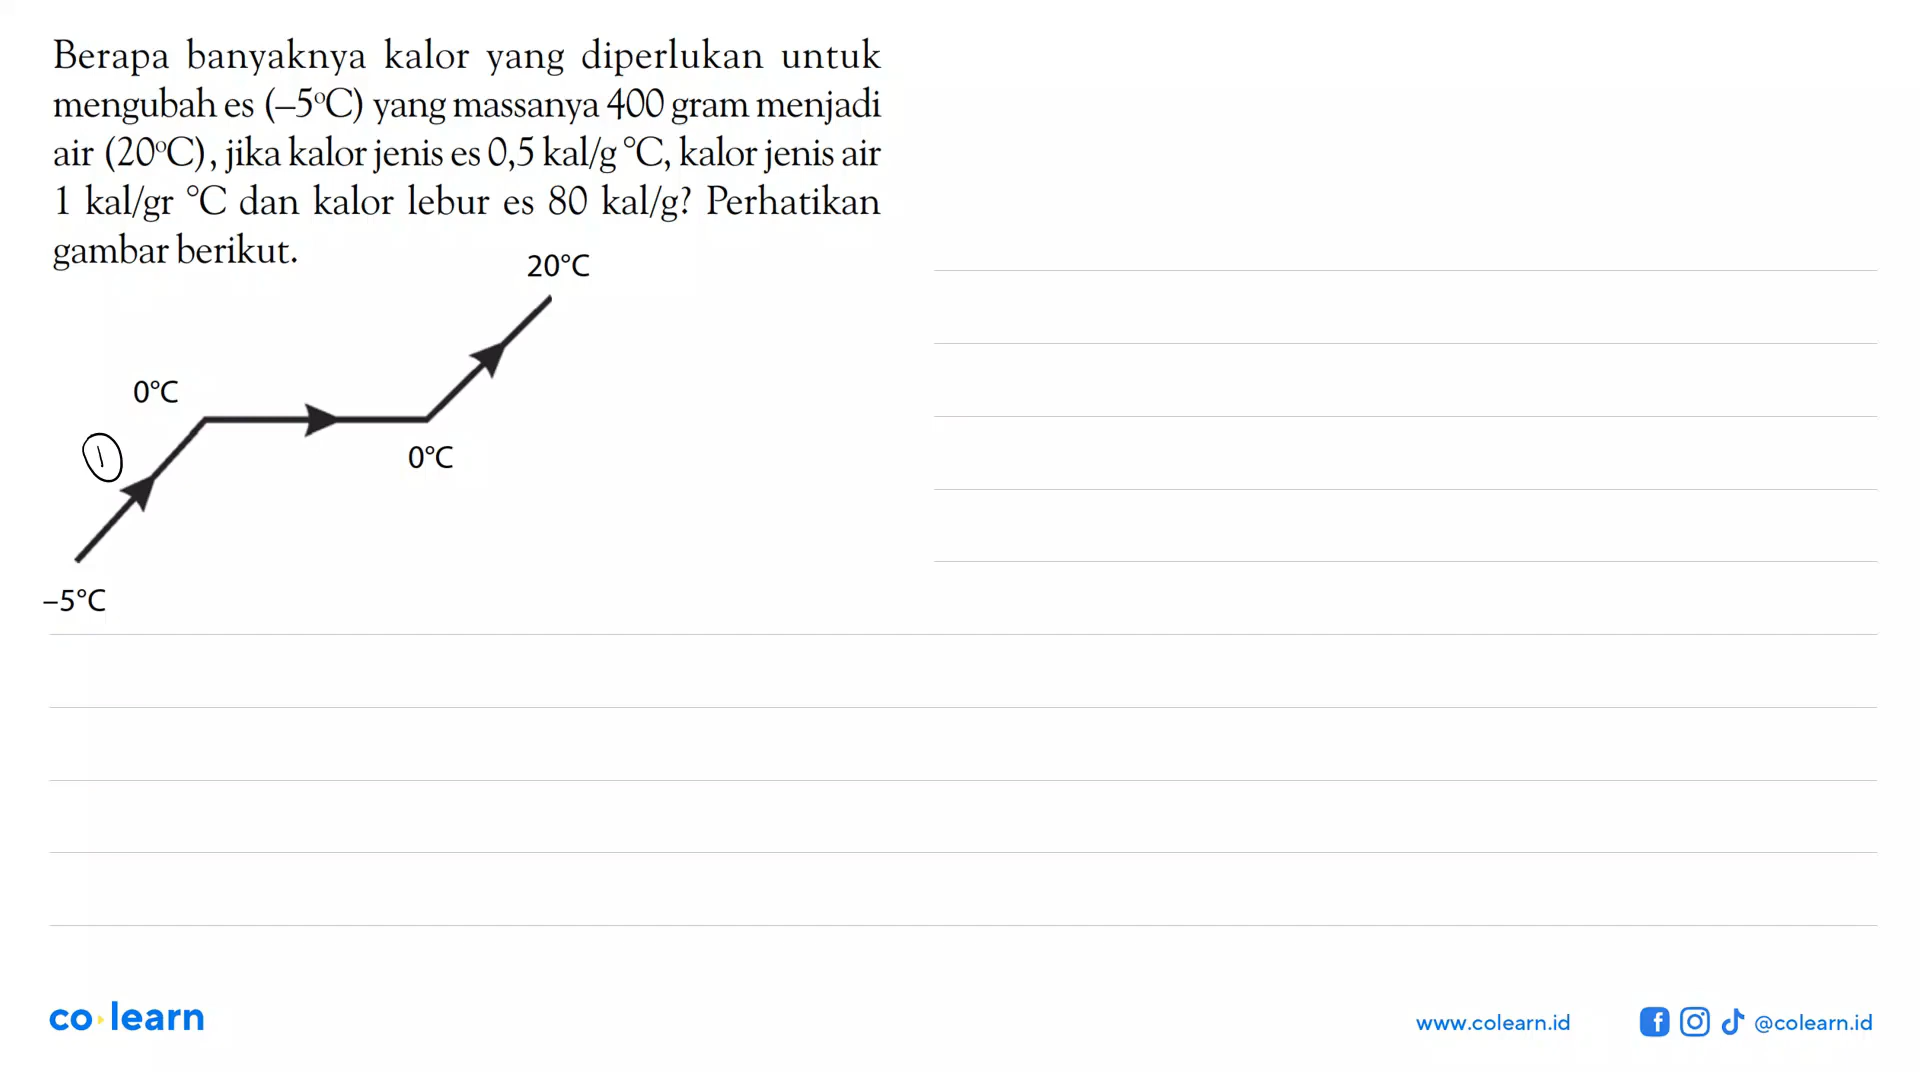 Berapa banyaknya kalor yang diperlukan untuk
mengubah es (–5°C) yang massanya 400 gram menjadi
air (20°C), jika kalor jenis es 0,5 kal/g °C, kalor jenis air
1 kal/gr °C dan kalor lebur es 80 kal/g? Perhatikan
gambar berikut.
20°C
0°C
1
0°C
–5°C
co learn
www.colearn.id
@colearn.id